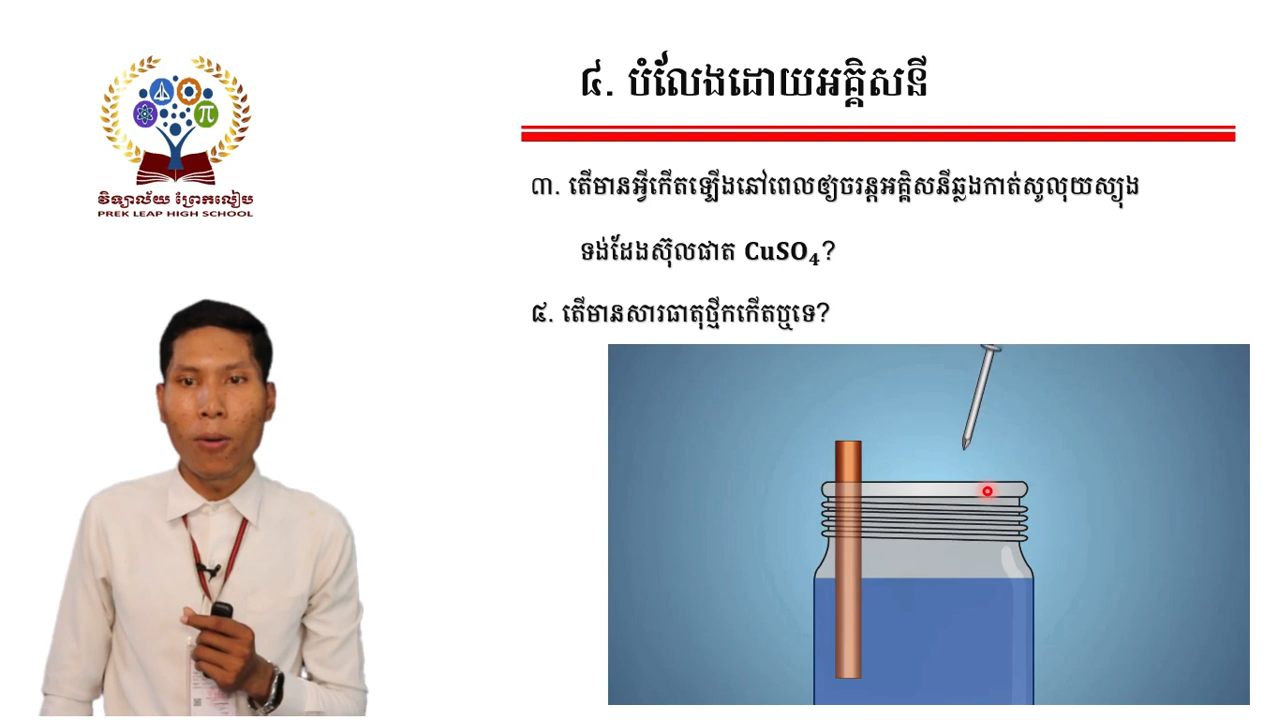 វិទ្យាល័យ ព្រែកលៀប
PREK LEAP HIGH SCHOOL
π
៤. បំលែងដោយអគ្គិសនី
៣. តើមានអ្វីកើតឡើងនៅពេលឲ្យចរន្តអគ្គិសនីឆ្លងកាត់សូលុយស្យុង
ទង់ដែងស៊ុលផាត CuSO₄?
៤. តើមានសារធាតុថ្មីកកើតឬទេ?